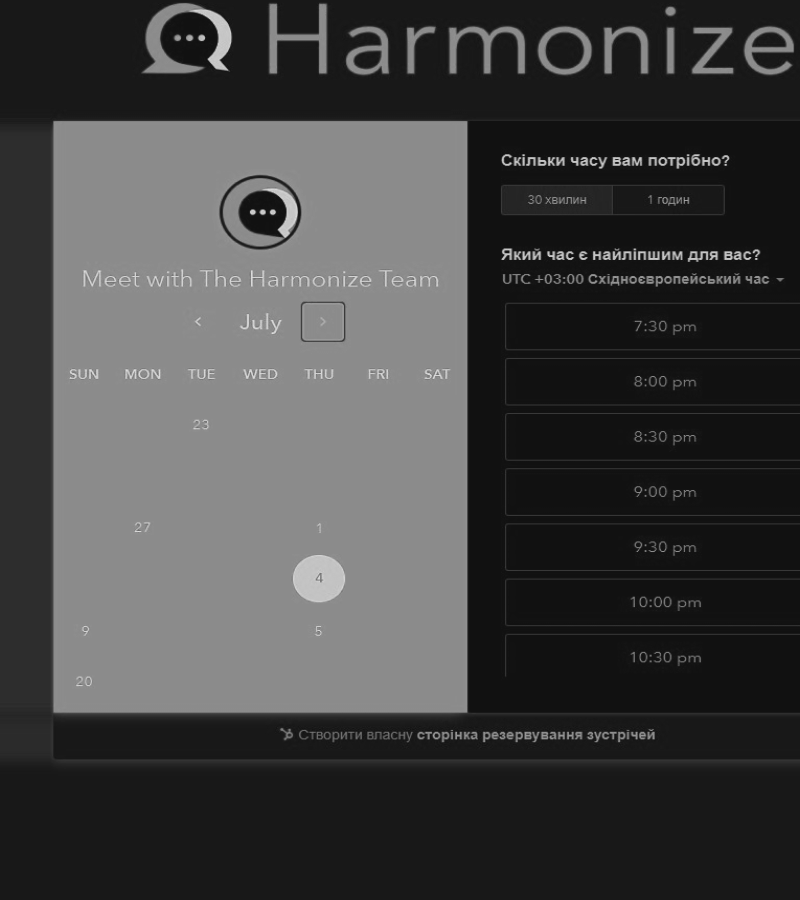 Harmonize
Meet with The Harmonize Team
July
SUN MON TUE WED THU FRI SAT
23
27 1
4
9 5
20
Скільки часу вам потрібно?
30 хвилин 1 годин
Який час є найліпшим для вас?
UTC +03:00 Східноєвропейський час
7:30 pm
8:00 pm
8:30 pm
9:00 pm
9:30 pm
10:00 pm
10:30 pm
Створити власну сторінка резервування зустрічей